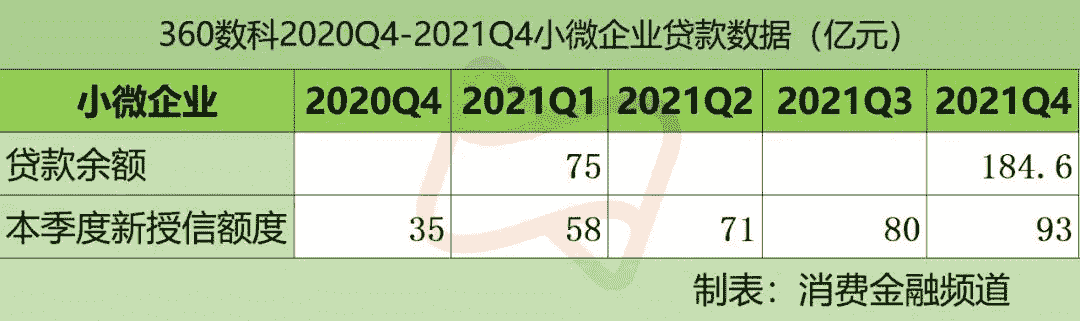 360数科2020Q4-2021Q4小微企业贷款数据（亿元）
小微企业 2020Q4 2021Q1 2021Q2 2021Q3 2021Q4
贷款余额 75 184.6
本季度新授信额度 35 58 71 80 93
制表：消费金融频道